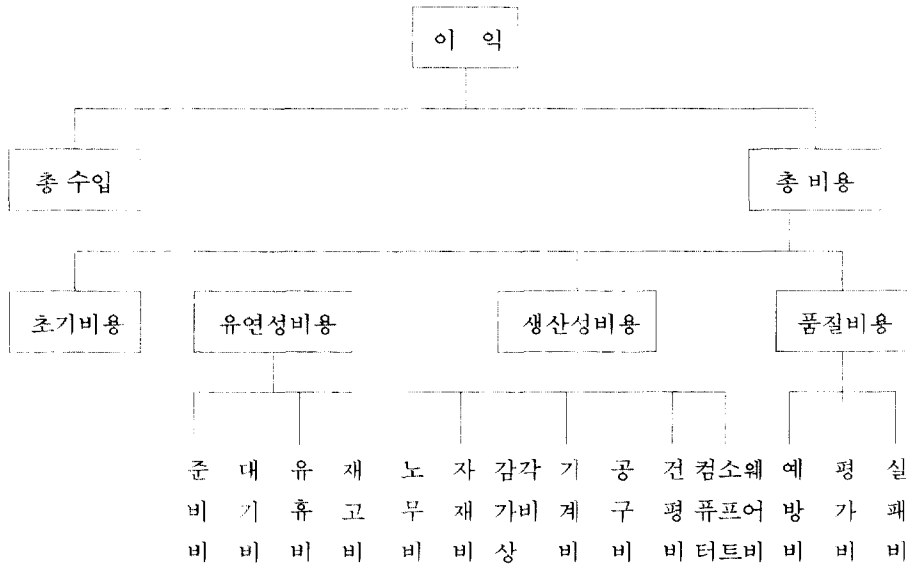 이 익
총 수입 총 비용
초기비용 유연성비용 생산성비용 품질비용
준 대 유 재 노 자 감각 기 공 건 컴소웨 예 평 실
비 기 휴 고 무 재 가비 계 구 평 퓨프어 방 가 패
비 비 비 비 비 비 상 비 비 비 터트비 비 비 비